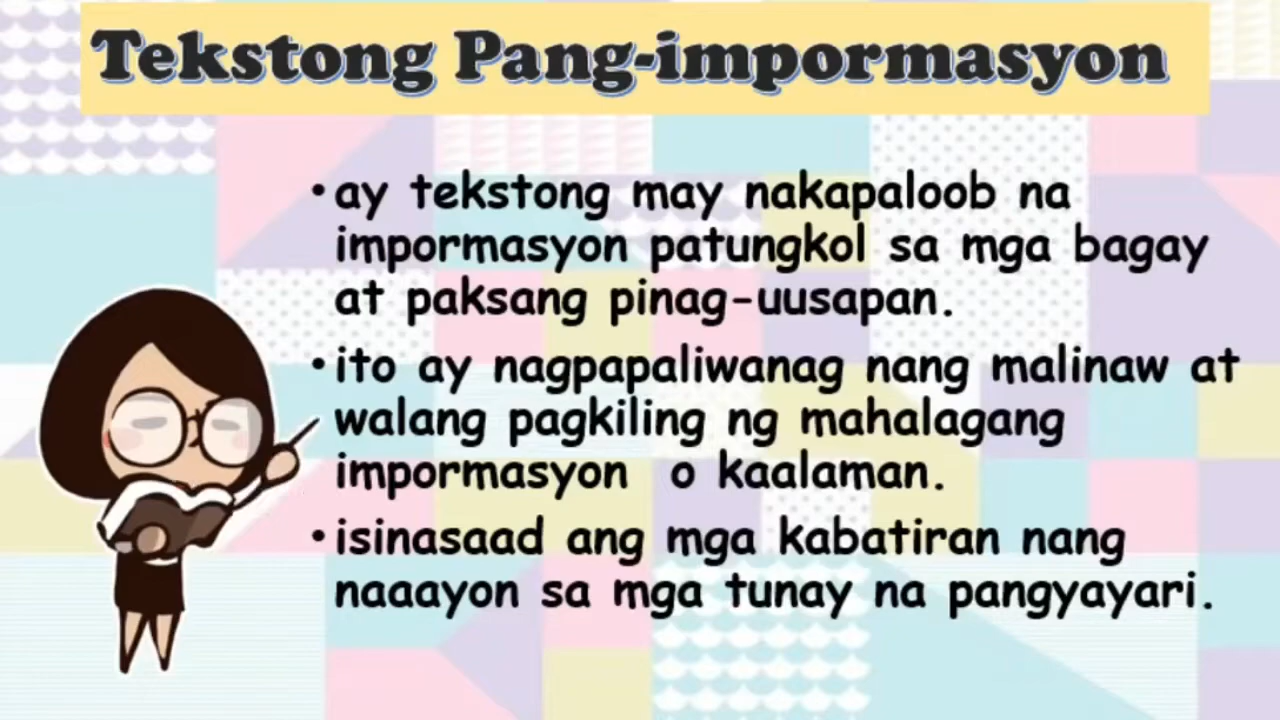 Tekstong Pang-impormasyon
•ay tekstong may nakapaloob na
impormasyon patungkol sa mga bagay
at paksang pinag-uusapan.
•ito ay nagpapaliwanag nang malinaw at
walang pagkiling ng mahalagang
impormasyon o kaalaman.
•isinasaad ang mga kabatiran nang
naaayon sa mga tunay na pangyayari.